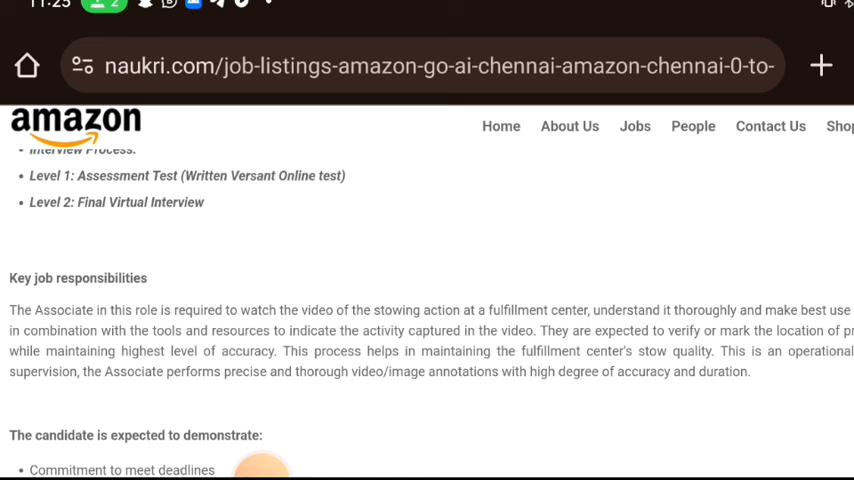 11:25
2
naukri.com/job-listings-amazon-go-ai-chennai-amazon-chennai-0-to-
amazon
Home About Us Jobs People Contact Us Shop
• Interview Process:
• Level 1: Assessment Test (Written Versant Online test)
• Level 2: Final Virtual Interview
Key job responsibilities
The Associate in this role is required to watch the video of the stowing action at a fulfillment center, understand it thoroughly and make best use
in combination with the tools and resources to indicate the activity captured in the video. They are expected to verify or mark the location of pr
while maintaining highest level of accuracy. This process helps in maintaining the fulfillment center's stow quality. This is an operational
supervision, the Associate performs precise and thorough video/image annotations with high degree of accuracy and duration.
The candidate is expected to demonstrate:
• Commitment to meet deadlines